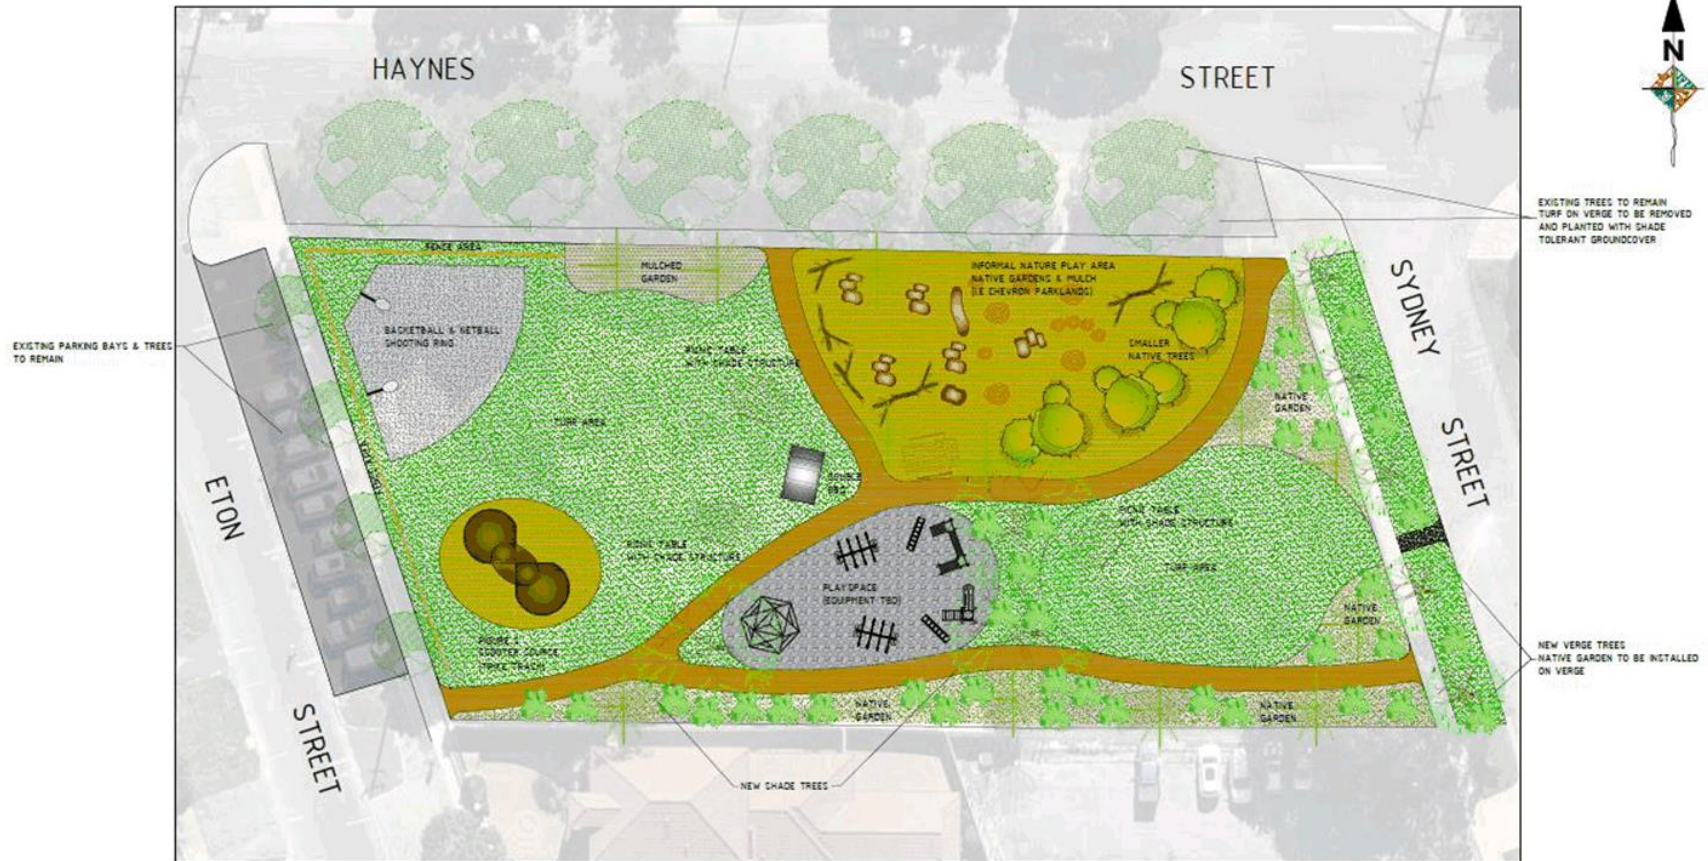 HAYNES STREET
N
EXISTING TREES TO REMAIN
TURF ON VERGE TO BE REMOVED
AND PLANTED WITH SHADE
TOLERANT GROUNDCOVER
FENCE AREA
MULCHED
GARDEN
INFORMAL NATURE PLAY AREA
NATIVE GARDENS & MULCH
(I.E CHEVRON PARKLANDS)
SYDNEY
STREET
EXISTING PARKING BAYS & TREES
TO REMAIN
BASKETBALL & NETBALL
SHOOTING RING
PICNIC TABLE
WITH SHADE STRUCTURE
SMALLER
NATIVE TREES
NATIVE
GARDEN
TURF AREA
DOUBLE
BBQ
ETON
STREET
PICNIC TABLE
WITH SHADE STRUCTURE
PICNIC TABLE
WITH SHADE STRUCTURE
TURF AREA
PLAYSPACE
(EQUIPMENT TBD)
NATIVE
GARDEN
FIGURE
SCOOTER COURSE
NEW VERGE TREES
NATIVE GARDEN TO BE INSTALLED
ON VERGE
NATIVE
GARDEN
NATIVE
GARDEN
NEW SHADE TREES